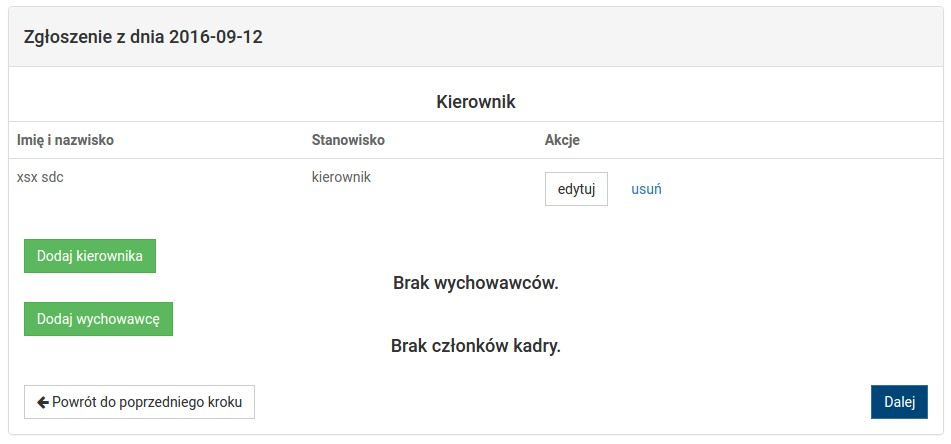 Zgłoszenie z dnia 2016-09-12
Kierownik
Imię i nazwisko Stanowisko Akcje
xsx sdc kierownik edytuj usuń
Dodaj kierownika
Brak wychowawców.
Dodaj wychowawcę
Brak członków kadry.
Powrót do poprzedniego kroku Dalej